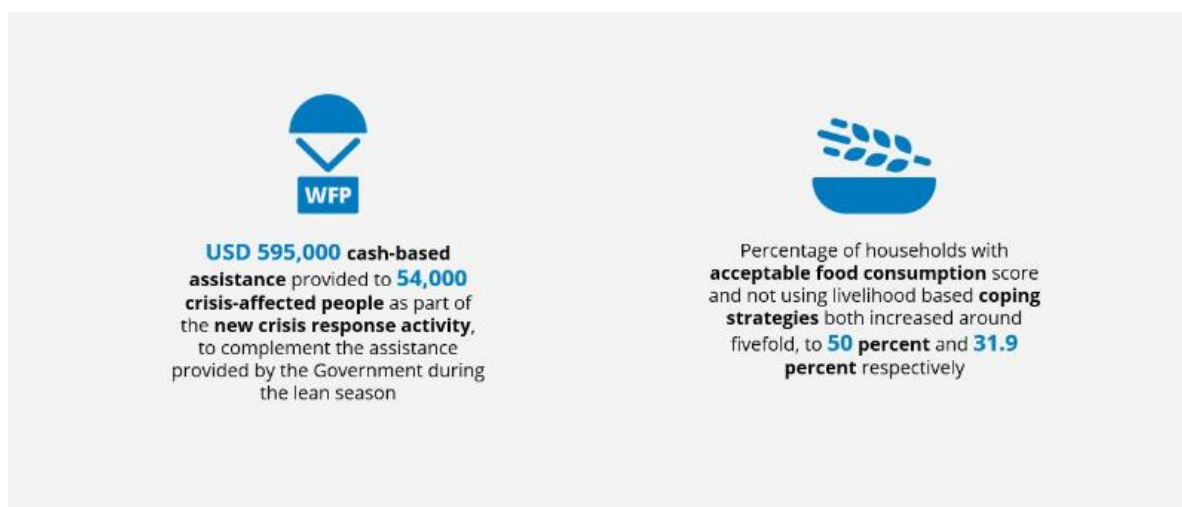 WFP
USD 595,000 cash-based
assistance provided to 54,000
crisis-affected people as part of
the new crisis response activity,
to complement the assistance
provided by the Government during
the lean season
Percentage of households with
acceptable food consumption score
and not using livelihood based coping
strategies both increased around
fivefold, to 50 percent and 31.9
percent respectively